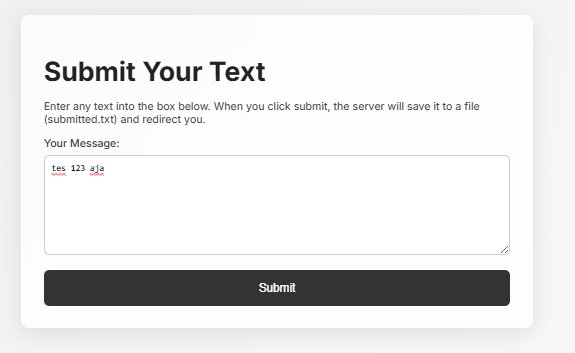 Submit Your Text
Enter any text into the box below. When you click submit, the server will save it to a file
(submitted.txt) and redirect you.
Your Message:
tes 123 aja
Submit